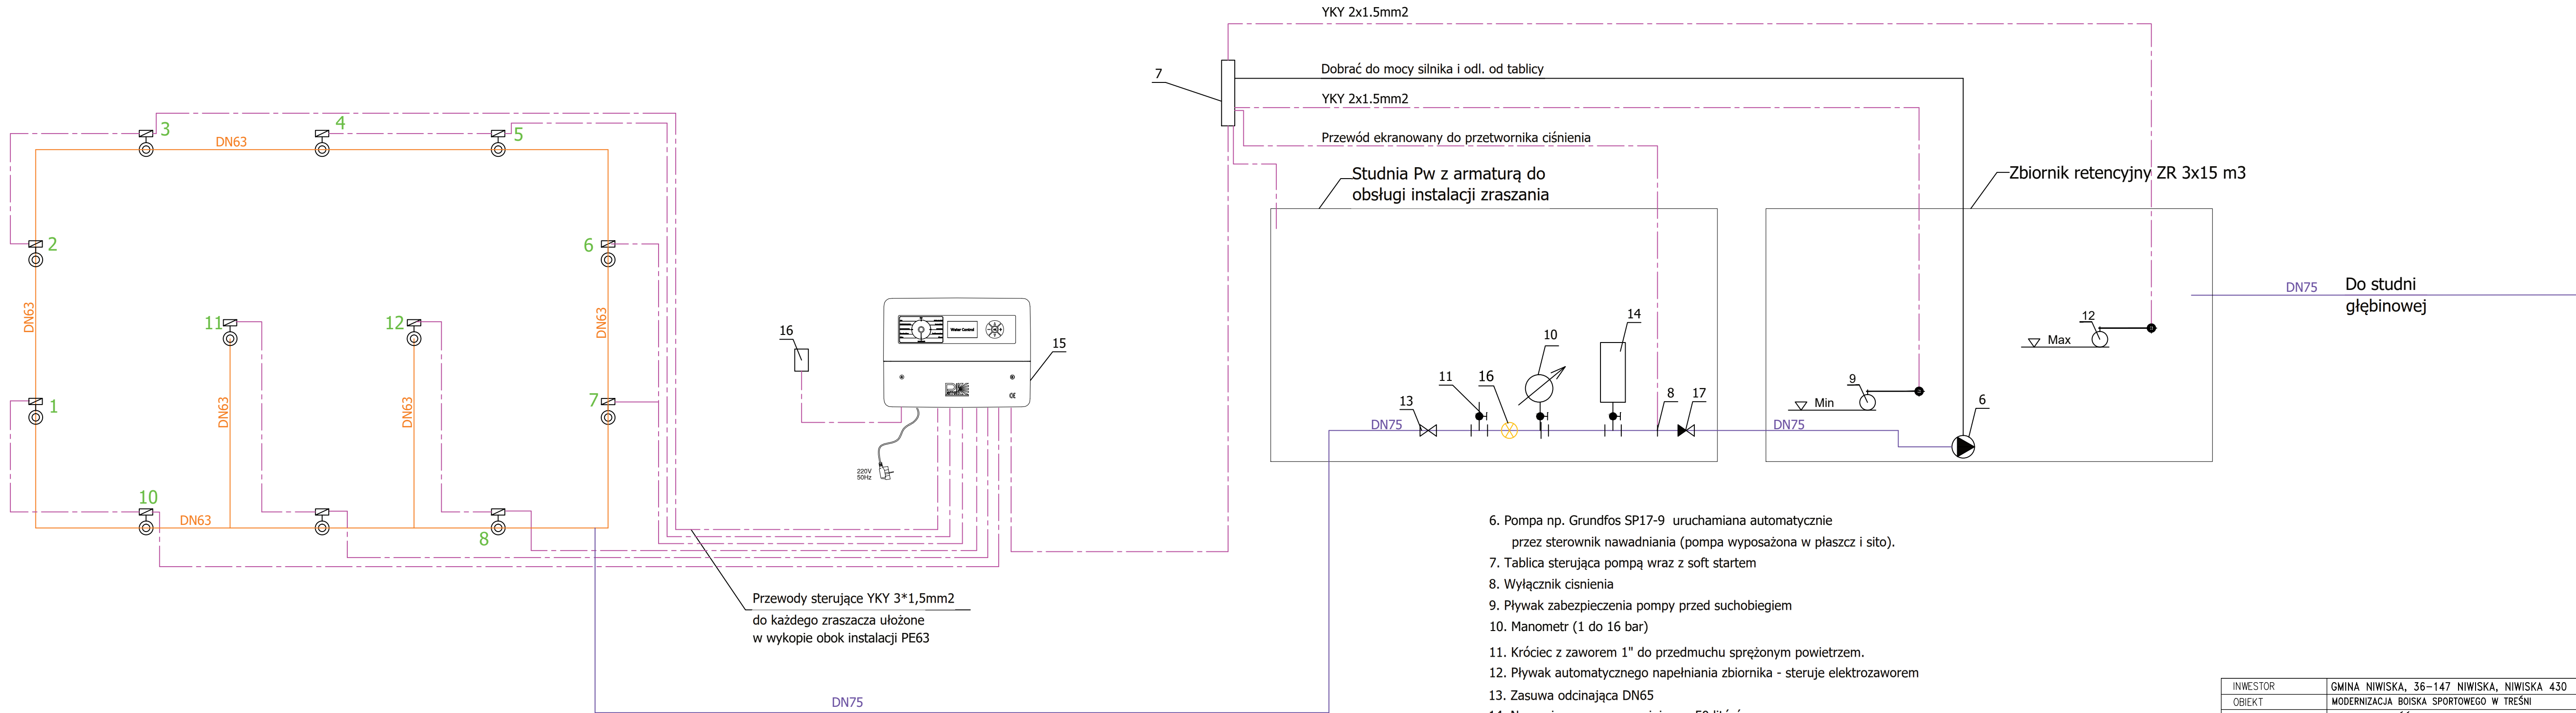 YKY 2x1.5mm2
7
Dobrać do mocy silnika i odl. od tablicy
YKY 2x1.5mm2
Przewód ekranowany do przetwornika ciśnienia
Studnia Pw z armaturą do
obsługi instalacji zraszania
Zbiornik retencyjny ZR 3x15 m3
3
DN63
4
5
2
6
DN63
DN63
11
12
1
DN63
DN63
7
10
DN63
8
16
Water Control
15
220V
50Hz
CE
Przewody sterujące YKY 3*1,5mm2
do każdego zraszacza ułożone
w wykopie obok instalacji PE63
DN75
14
10
11
16
13
8
17
DN75
DN75
12
Max
9
Min
6
DN75
Do studni
głębinowej
6. Pompa np. Grundfos SP17-9 uruchamiana automatycznie
przez sterownik nawadniania (pompa wyposażona w płaszcz i sito).
7. Tablica sterująca pompą wraz z soft startem
8. Wyłącznik cisnienia
9. Pływak zabezpieczenia pompy przed suchobiegiem
10. Manometr (1 do 16 bar)
11. Króciec z zaworem 1" do przedmuchu sprężonym powietrzem.
12. Pływak automatycznego napełniania zbiornika - steruje elektrozaworem
13. Zasuwa odcinająca DN65
INWESTOR GMINA NIWISKA, 36-147 NIWISKA, NIWISKA 430
OBIEKT MODERNIZACJA BOISKA SPORTOWEGO W TREŚNI